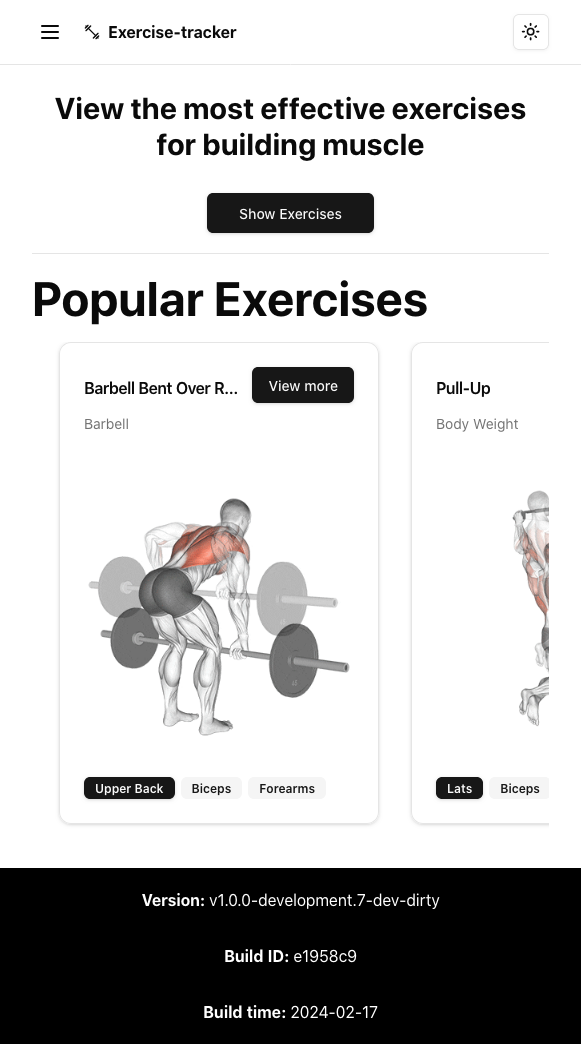 Exercise-tracker
View the most effective exercises
for building muscle
Show Exercises
Popular Exercises
Barbell Bent Over R...
View more
Barbell
Upper Back
Biceps
Forearms
Pull-Up
Body Weight
Lats
Biceps
Version: v1.0.0-development.7-dev-dirty
Build ID: e1958c9
Build time: 2024-02-17